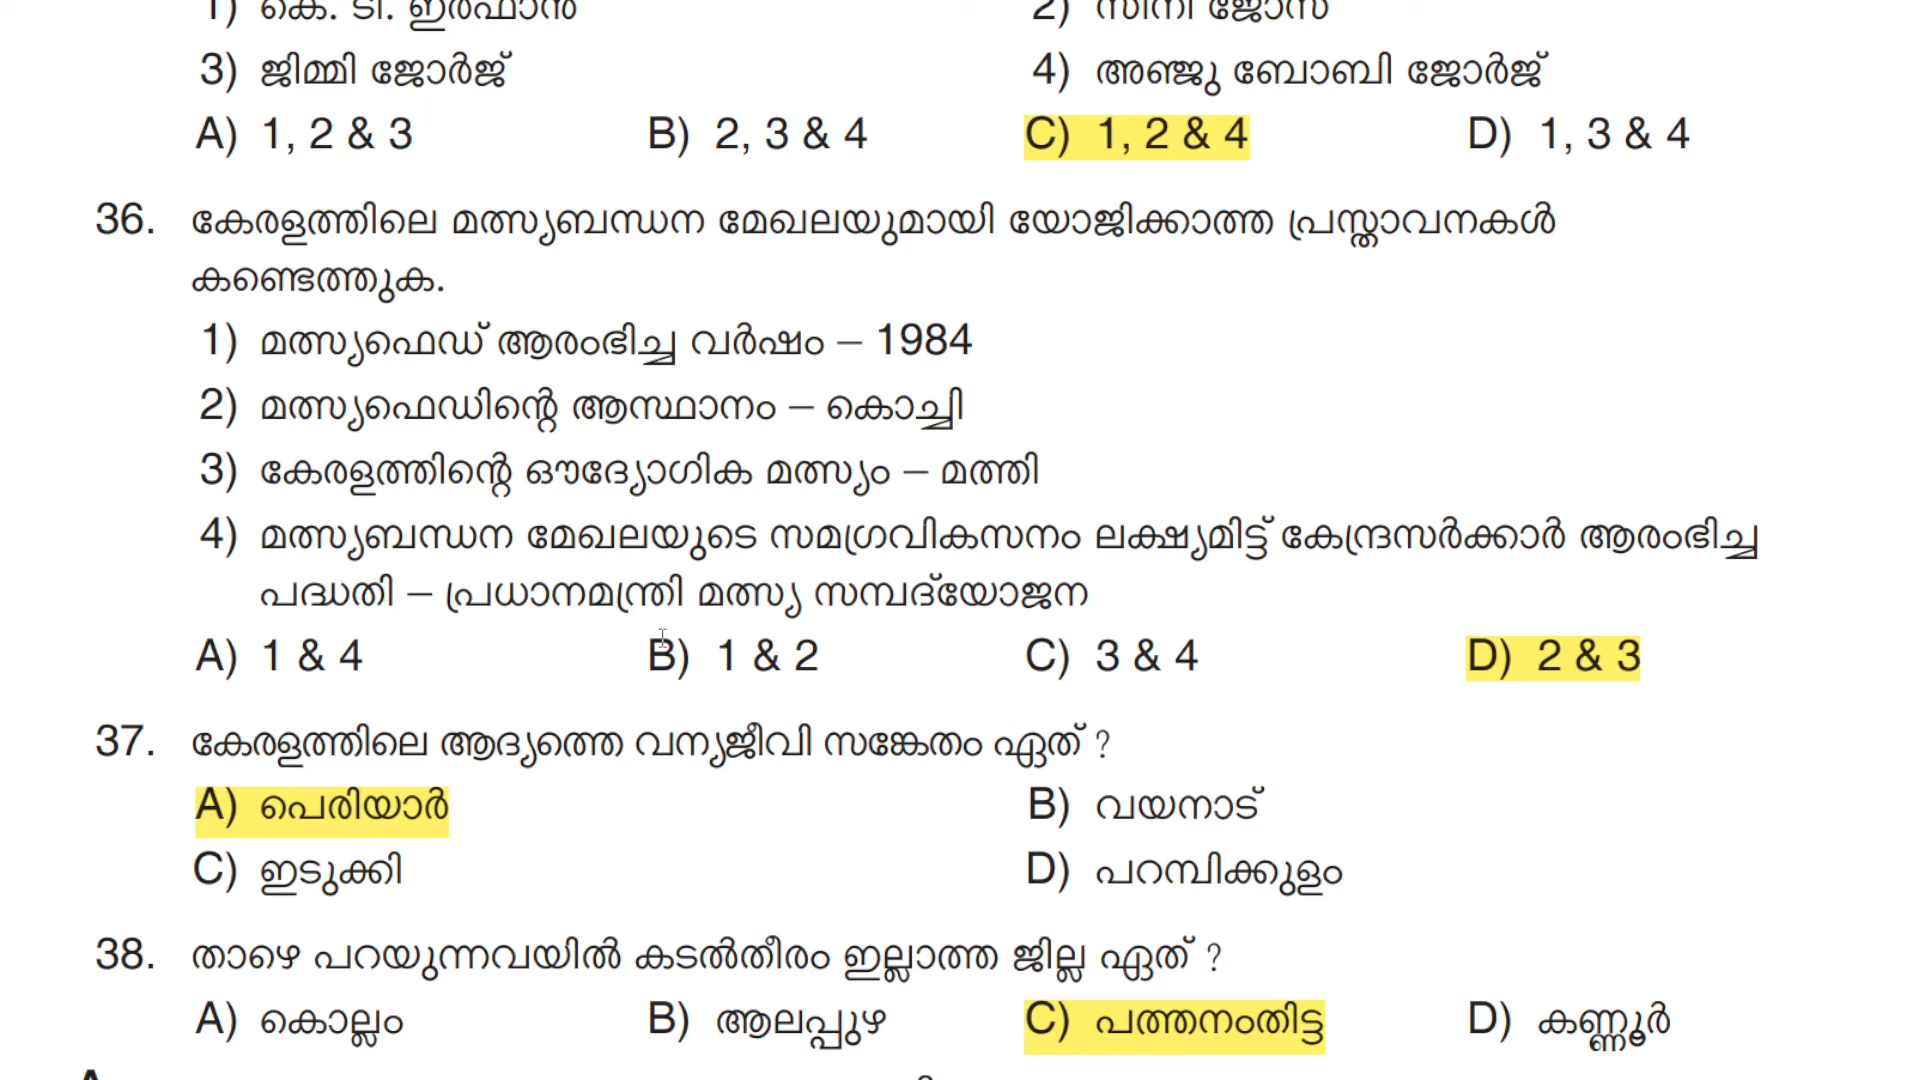 1) കെ. ടി. ഇർഫാൻ 2) സിനി ജോസ്
3) ജിമ്മി ജോർജ് 4) അഞ്ജു ബോബി ജോർജ്
A) 1, 2 & 3 B) 2, 3 & 4 C) 1, 2 & 4 D) 1, 3 & 4
36. കേരളത്തിലെ മത്സ്യബന്ധന മേഖലയുമായി യോജിക്കാത്ത പ്രസ്താവനകൾ
കണ്ടെത്തുക.
1) മത്സ്യഫെഡ് ആരംഭിച്ച വർഷം – 1984
2) മത്സ്യഫെഡിന്റെ ആസ്ഥാനം – കൊച്ചി
3) കേരളത്തിന്റെ ഔദ്യോഗിക മത്സ്യം – മത്തി
4) മത്സ്യബന്ധന മേഖലയുടെ സമഗ്രവികസനം ലക്ഷ്യമിട്ട് കേന്ദ്രസർക്കാർ ആരംഭിച്ച
പദ്ധതി – പ്രധാനമന്ത്രി മത്സ്യ സമ്പദ്‌യോജന
A) 1 & 4 B) 1 & 2 C) 3 & 4 D) 2 & 3
37. കേരളത്തിലെ ആദ്യത്തെ വന്യജീവി സങ്കേതം ഏത് ?
A) പെരിയാർ B) വയനാട്
C) ഇടുക്കി D) പറമ്പിക്കുളം
38. താഴെ പറയുന്നവയിൽ കടൽതീരം ഇല്ലാത്ത ജില്ല ഏത് ?
A) കൊല്ലം B) ആലപ്പുഴ C) പത്തനംതിട്ട D) കണ്ണൂർ